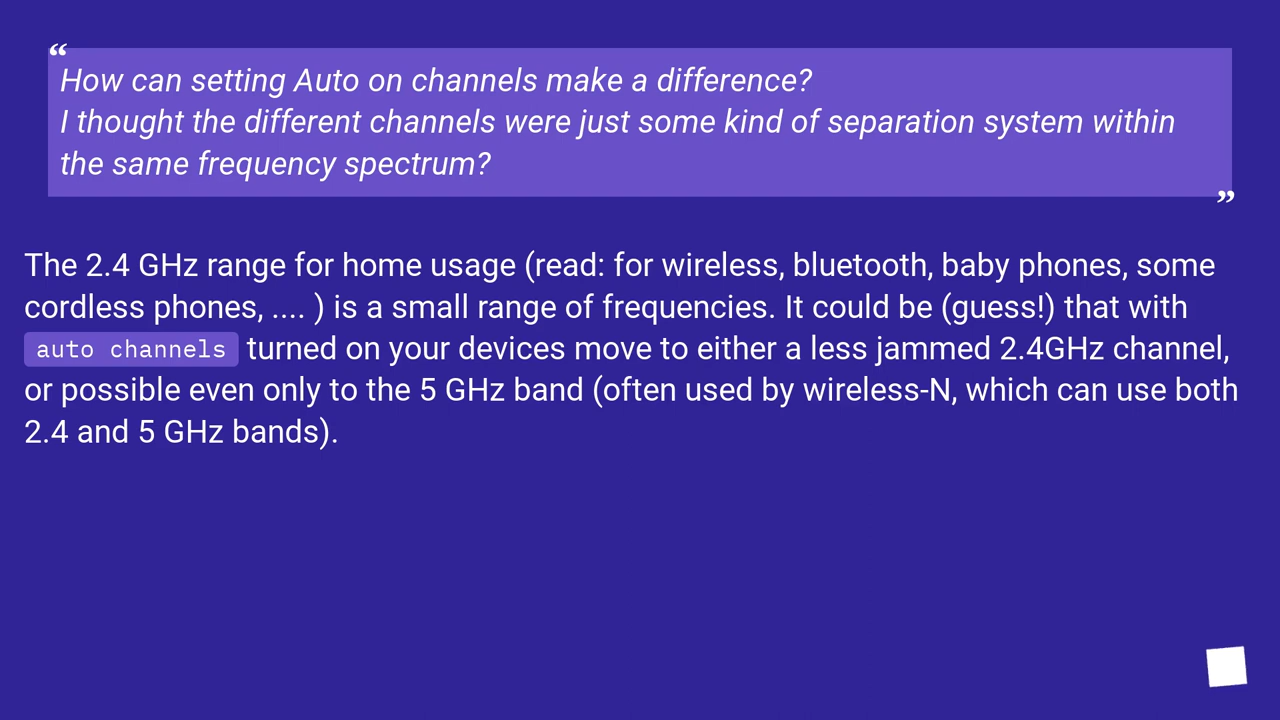 “
How can setting Auto on channels make a difference?
I thought the different channels were just some kind of separation system within
the same frequency spectrum?
”
The 2.4 GHz range for home usage (read: for wireless, bluetooth, baby phones, some
cordless phones, .... ) is a small range of frequencies. It could be (guess!) that with
auto channels turned on your devices move to either a less jammed 2.4GHz channel,
or possible even only to the 5 GHz band (often used by wireless-N, which can use both
2.4 and 5 GHz bands).